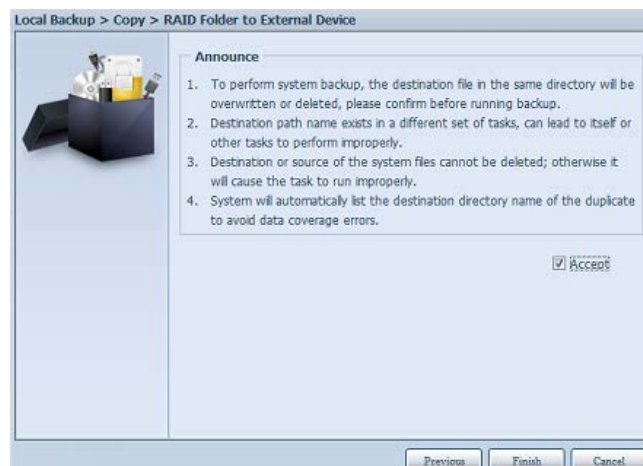 Local Backup > Copy > RAID Folder to External Device
Announce
1. To perform system backup, the destination file in the same directory will be
overwritten or deleted, please confirm before running backup.
2. Destination path name exists in a different set of tasks, can lead to itself or
other tasks to perform improperly.
3. Destination or source of the system files cannot be deleted; otherwise it
will cause the task to run improperly.
4. System will automatically list the destination directory name of the duplicate
to avoid data coverage errors.
Accept
Previous Finish Cancel